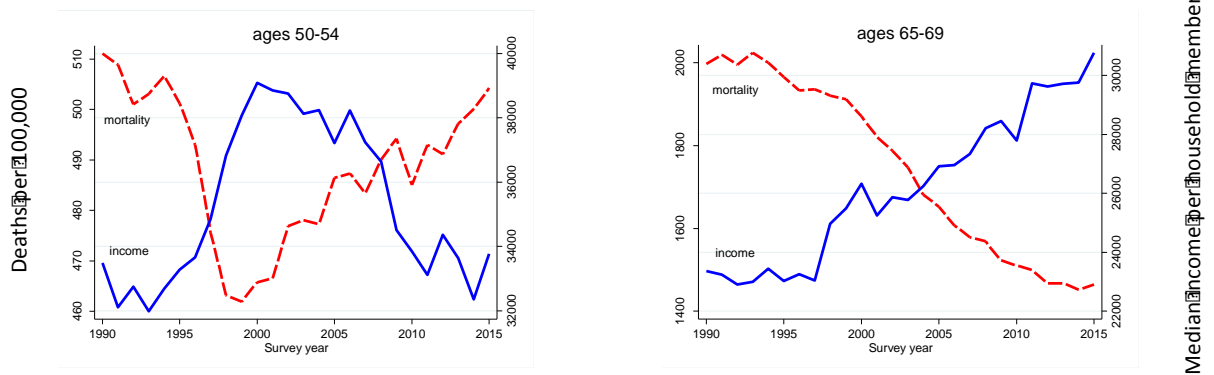 ages 50-54
Deaths per 100,000
510
500
490
480
470
460
mortality
income
40000
38000
36000
34000
32000
1990 1995 2000 2005 2010 2015
Survey year
ages 65-69
2000
1800
1600
1400
mortality
income
30000
28000
26000
24000
22000
1990 1995 2000 2005 2010 2015
Survey year
Median income per household member